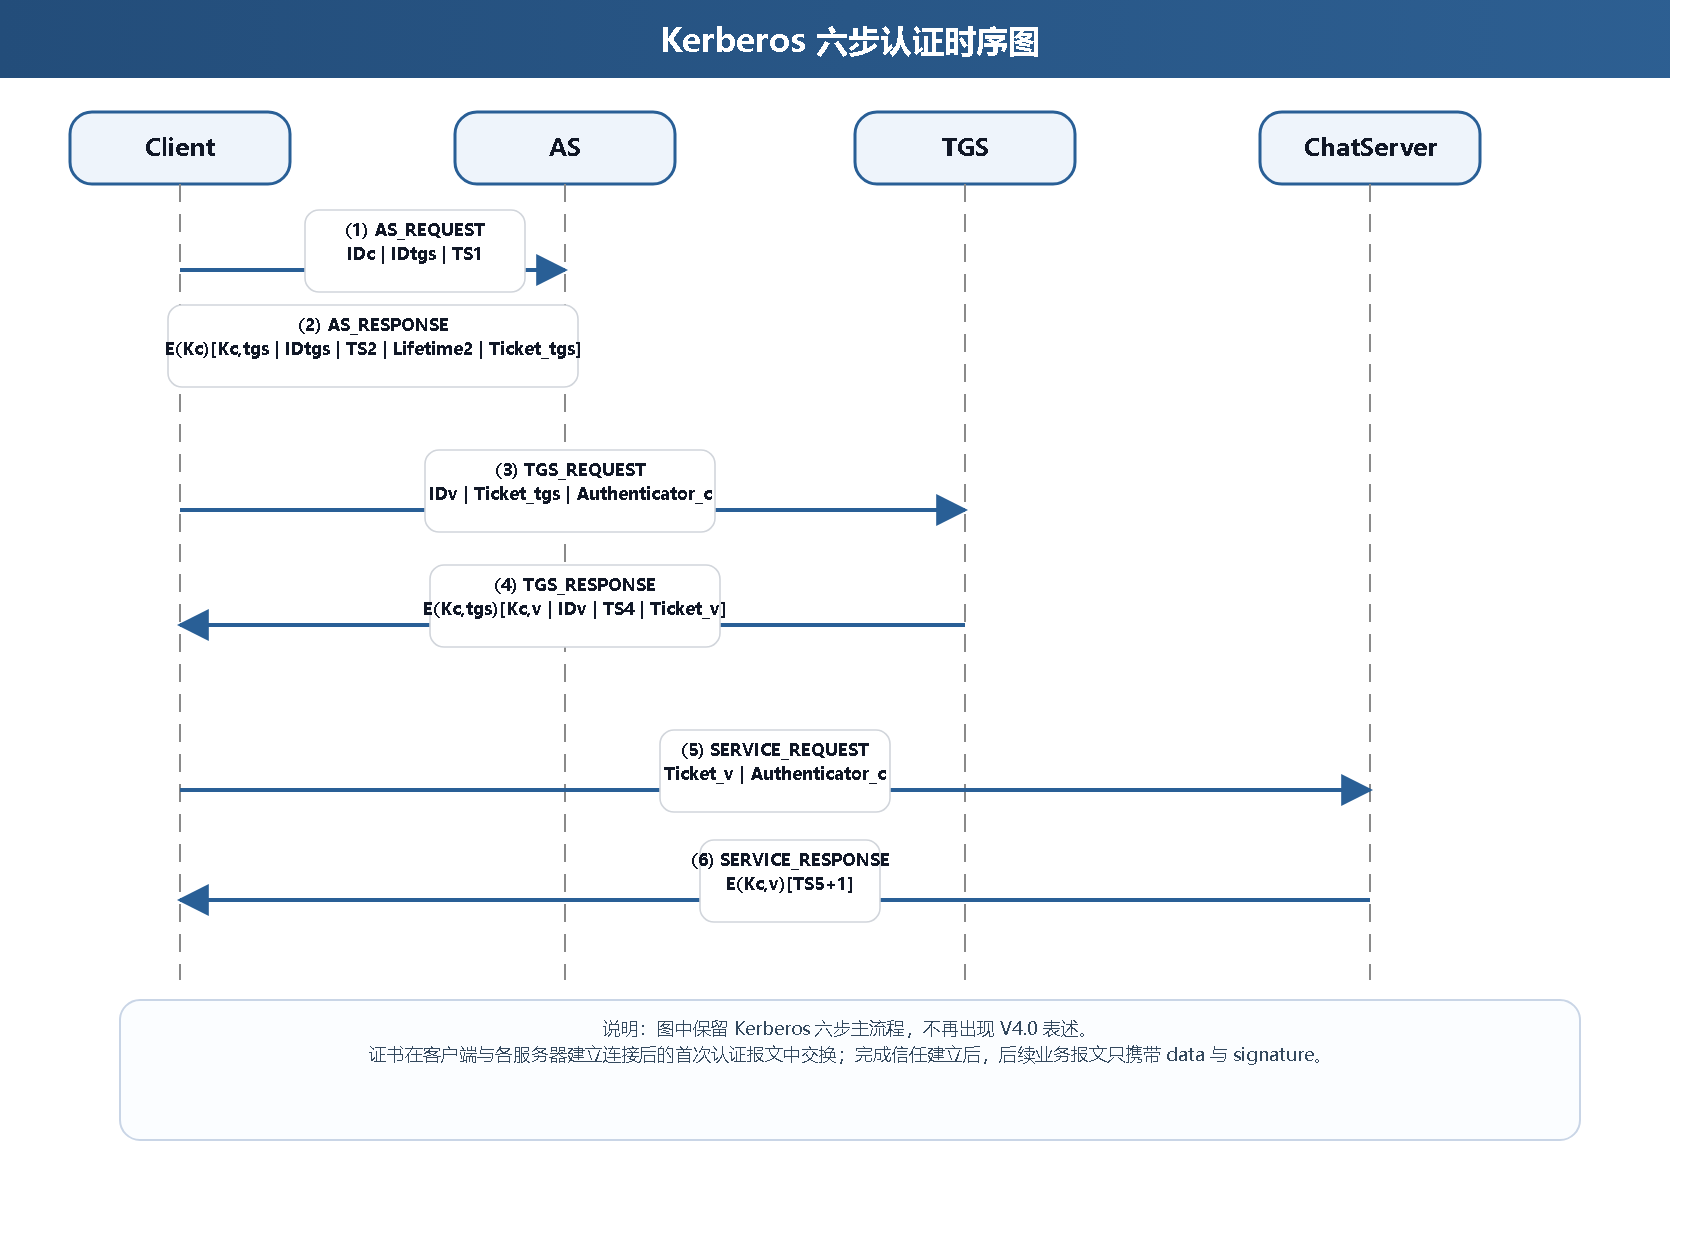 Kerberos 六步认证时序图
Client
AS
TGS
ChatServer
(1) AS_REQUEST
IDc | IDtgs | TS1
(2) AS_RESPONSE
E(Kc)[Kc,tgs | IDtgs | TS2 | Lifetime2 | Ticket_tgs]
(3) TGS_REQUEST
IDv | Ticket_tgs | Authenticator_c
(4) TGS_RESPONSE
E(Kc,tgs)[Kc,v | IDv | TS4 | Ticket_v]
(5) SERVICE_REQUEST
Ticket_v | Authenticator_c
(6) SERVICE_RESPONSE
E(Kc,v)[TS5+1]
说明：图中保留 Kerberos 六步主流程，不再出现 V4.0 表述。
证书在客户端与各服务器建立连接后的首次认证报文中交换；完成信任建立后，后续业务报文只携带 data 与 signature。